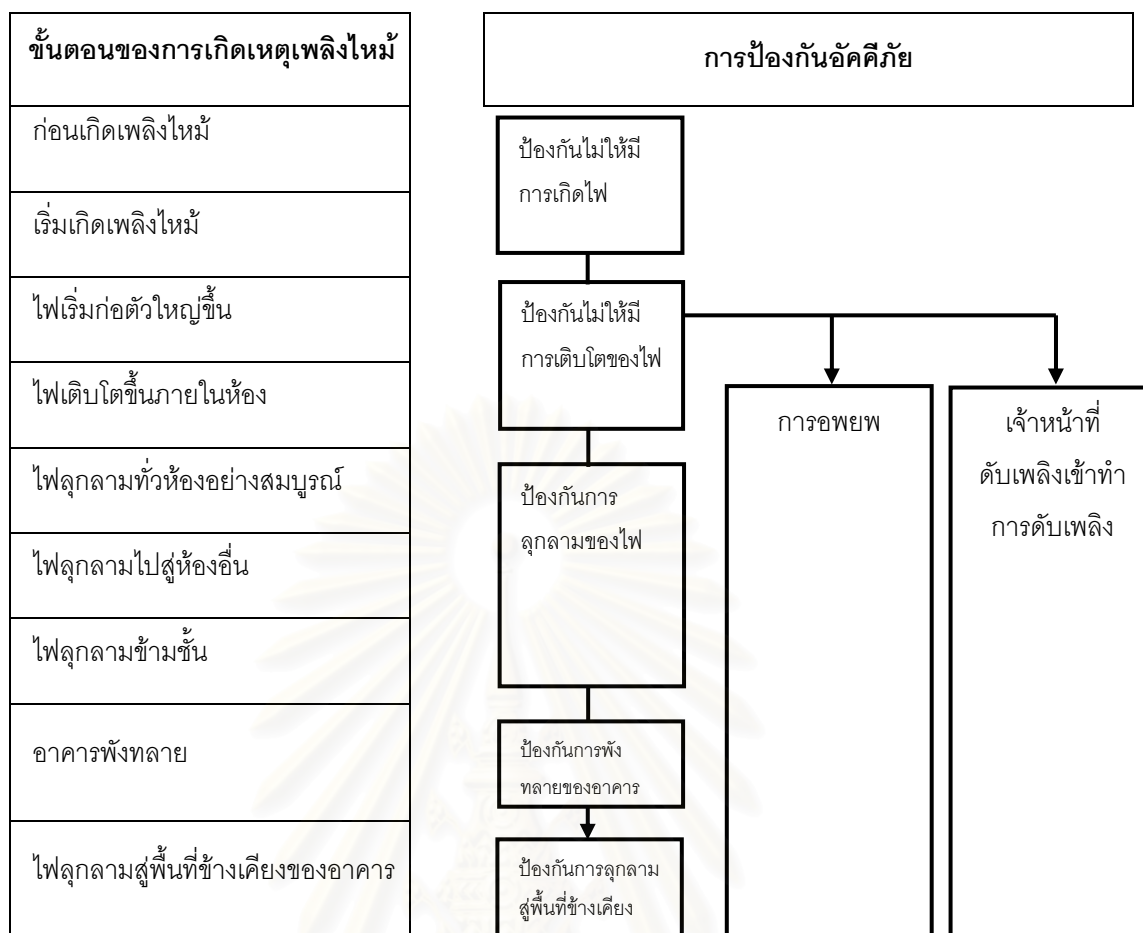 ขั้นตอนของการเกิดเหตุเพลิงไหม้
การป้องกันอัคคีภัย
ก่อนเกิดเพลิงไหม้
เริ่มเกิดเพลิงไหม้
ไฟเริ่มก่อตัวใหญ่ขึ้น
ไฟเติบโตขึ้นภายในห้อง
ไฟลุกลามทั่วห้องอย่างสมบูรณ์
ไฟลุกลามไปสู่ห้องอื่น
ไฟลุกลามข้ามชั้น
อาคารพังทลาย
ไฟลุกลามสู่พื้นที่ข้างเคียงของอาคาร
ป้องกันไม่ให้มี
การเกิดไฟ
ป้องกันไม่ให้มี
การเติบโตของไฟ
ป้องกันการ
ลุกลามของไฟ
ป้องกันการพัง
ทลายของอาคาร
ป้องกันการลุกลาม
สู่พื้นที่ข้างเคียง
การอพยพ
เจ้าหน้าที่
ดับเพลิงเข้าทำ
การดับเพลิง